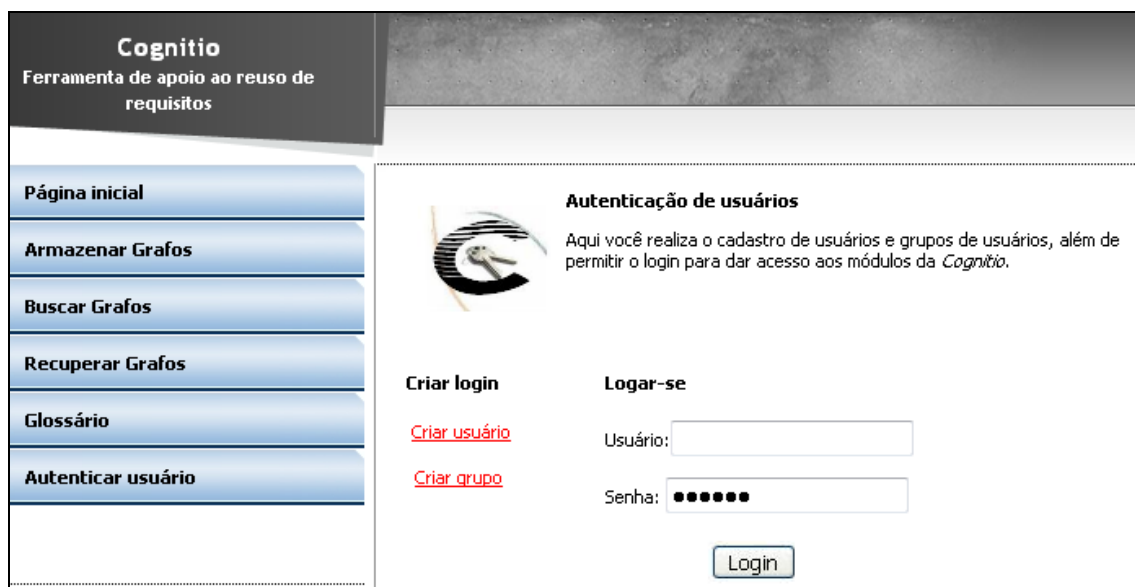 Cognitio
Ferramenta de apoio ao reuso de
requisitos
Página inicial
Armazenar Grafos
Buscar Grafos
Recuperar Grafos
Glossário
Autenticar usuário
Autenticação de usuários
Aqui você realiza o cadastro de usuários e grupos de usuários, além de
permitir o login para dar acesso aos módulos da Cognitio.
Criar login
Criar usuário
Criar grupo
Logar-se
Usuário:
Senha: ●●●●●●
Login